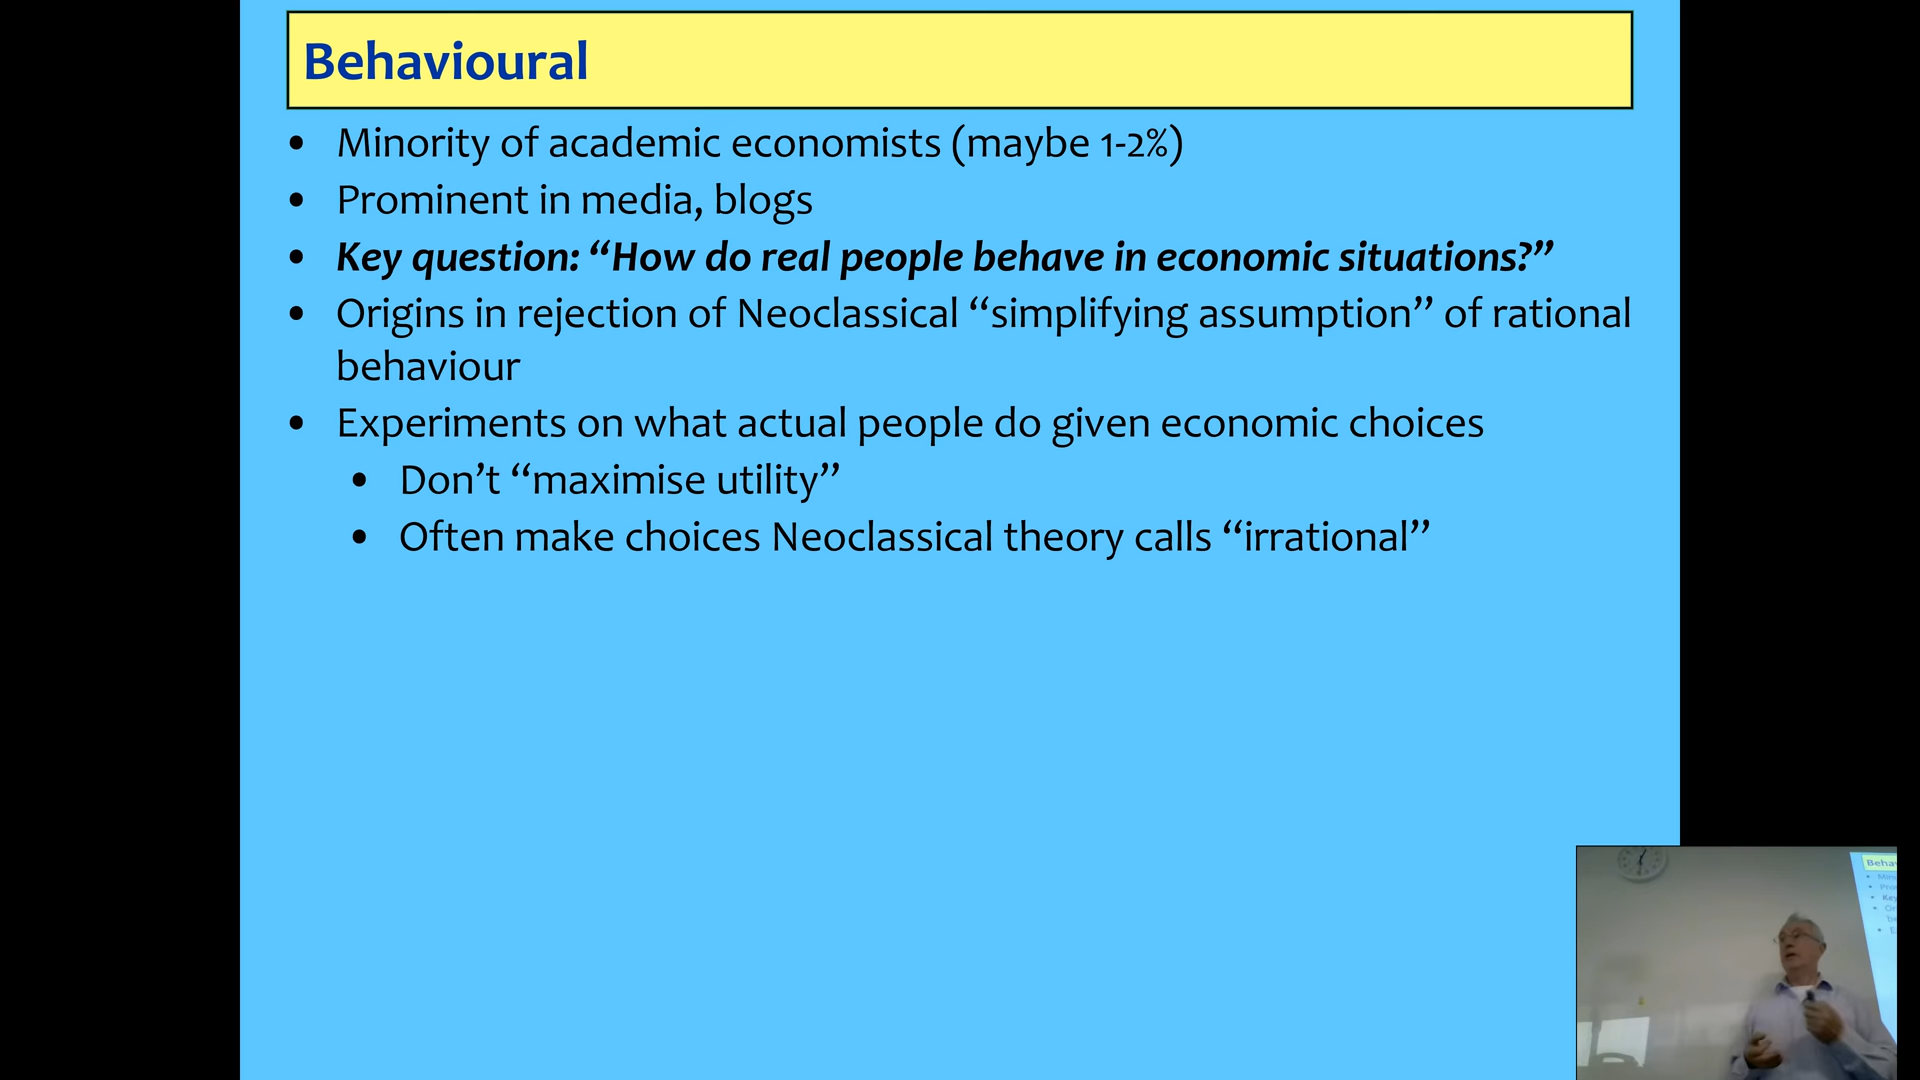 Behavioural
• Minority of academic economists (maybe 1-2%)
• Prominent in media, blogs
• Key question: “How do real people behave in economic situations?”
• Origins in rejection of Neoclassical “simplifying assumption” of rational
behaviour
• Experiments on what actual people do given economic choices
• Don’t “maximise utility”
• Often make choices Neoclassical theory calls “irrational”
Beha
Key